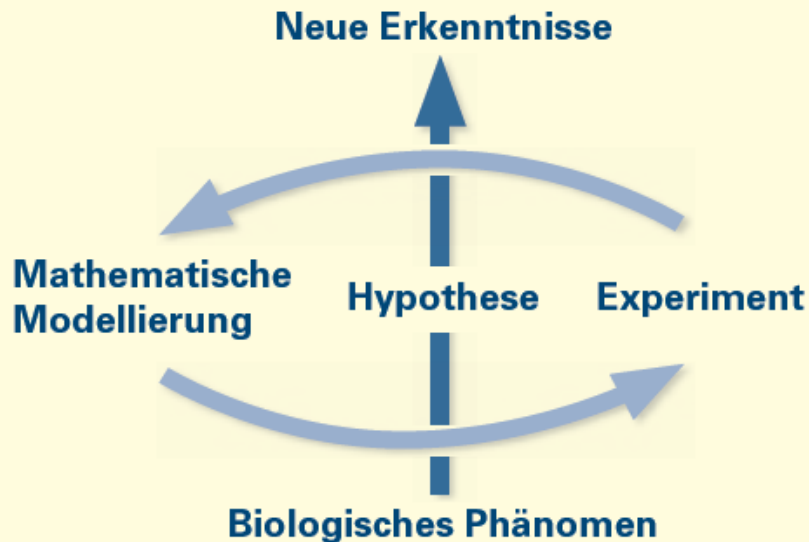 Neue Erkenntnisse
Mathematische
Modellierung
Hypothese
Experiment
Biologisches Phänomen